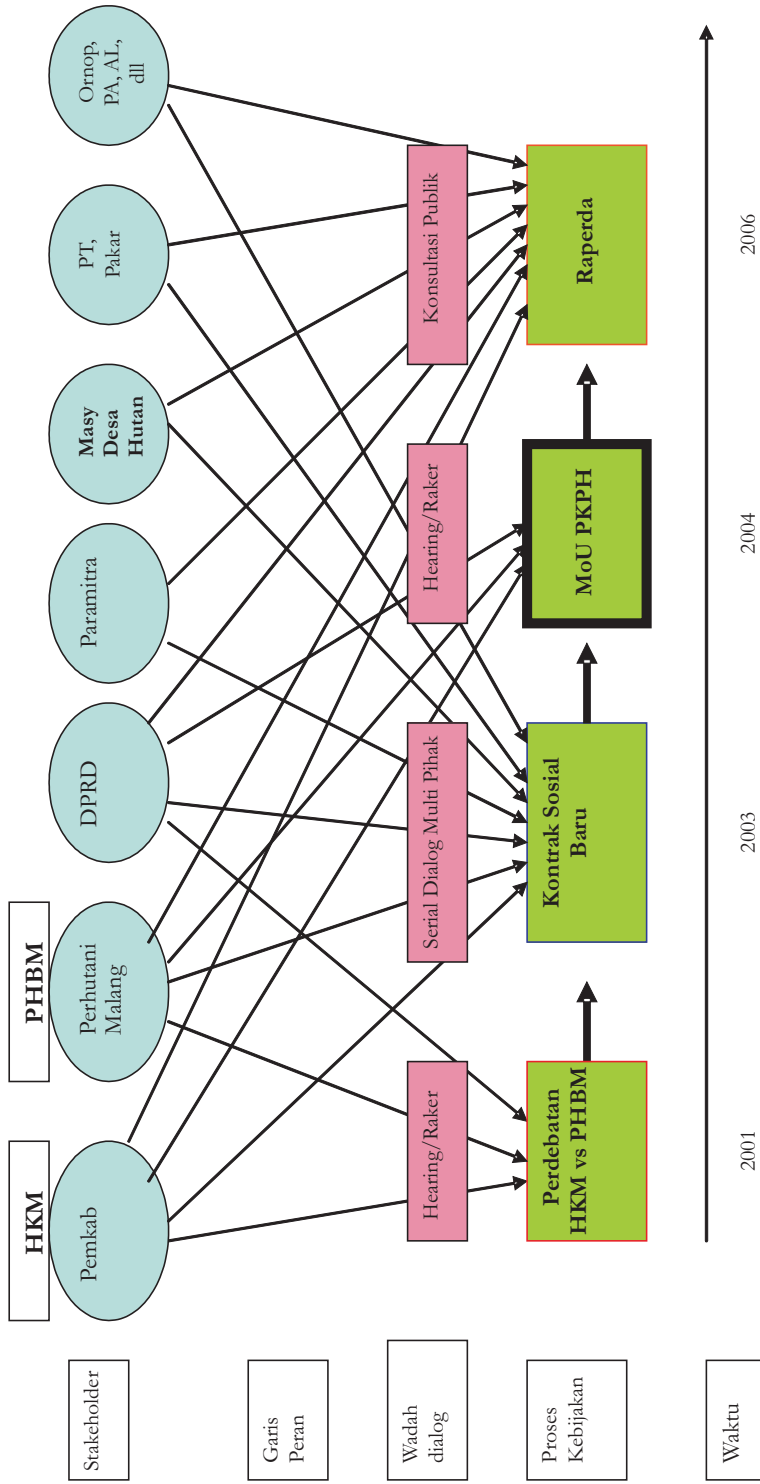 HKM
PHBM
Stakeholder
Pemkab
Perhutani
Malang
DPRD
Paramitra
Masy
Desa
Hutan
PT,
Pakar
Ornop,
PA, AL,
dll
Garis
Peran
Wadah
dialog
Hearing/Raker
Serial Dialog Multi Pihak
Hearing/Raker
Konsultasi Publik
Proses
Kebijakan
Perdebatan
HKM vs PHBM
Kontrak Sosial
Baru
MoU PKPH
Raperda
Waktu
2001
2003
2004
2006